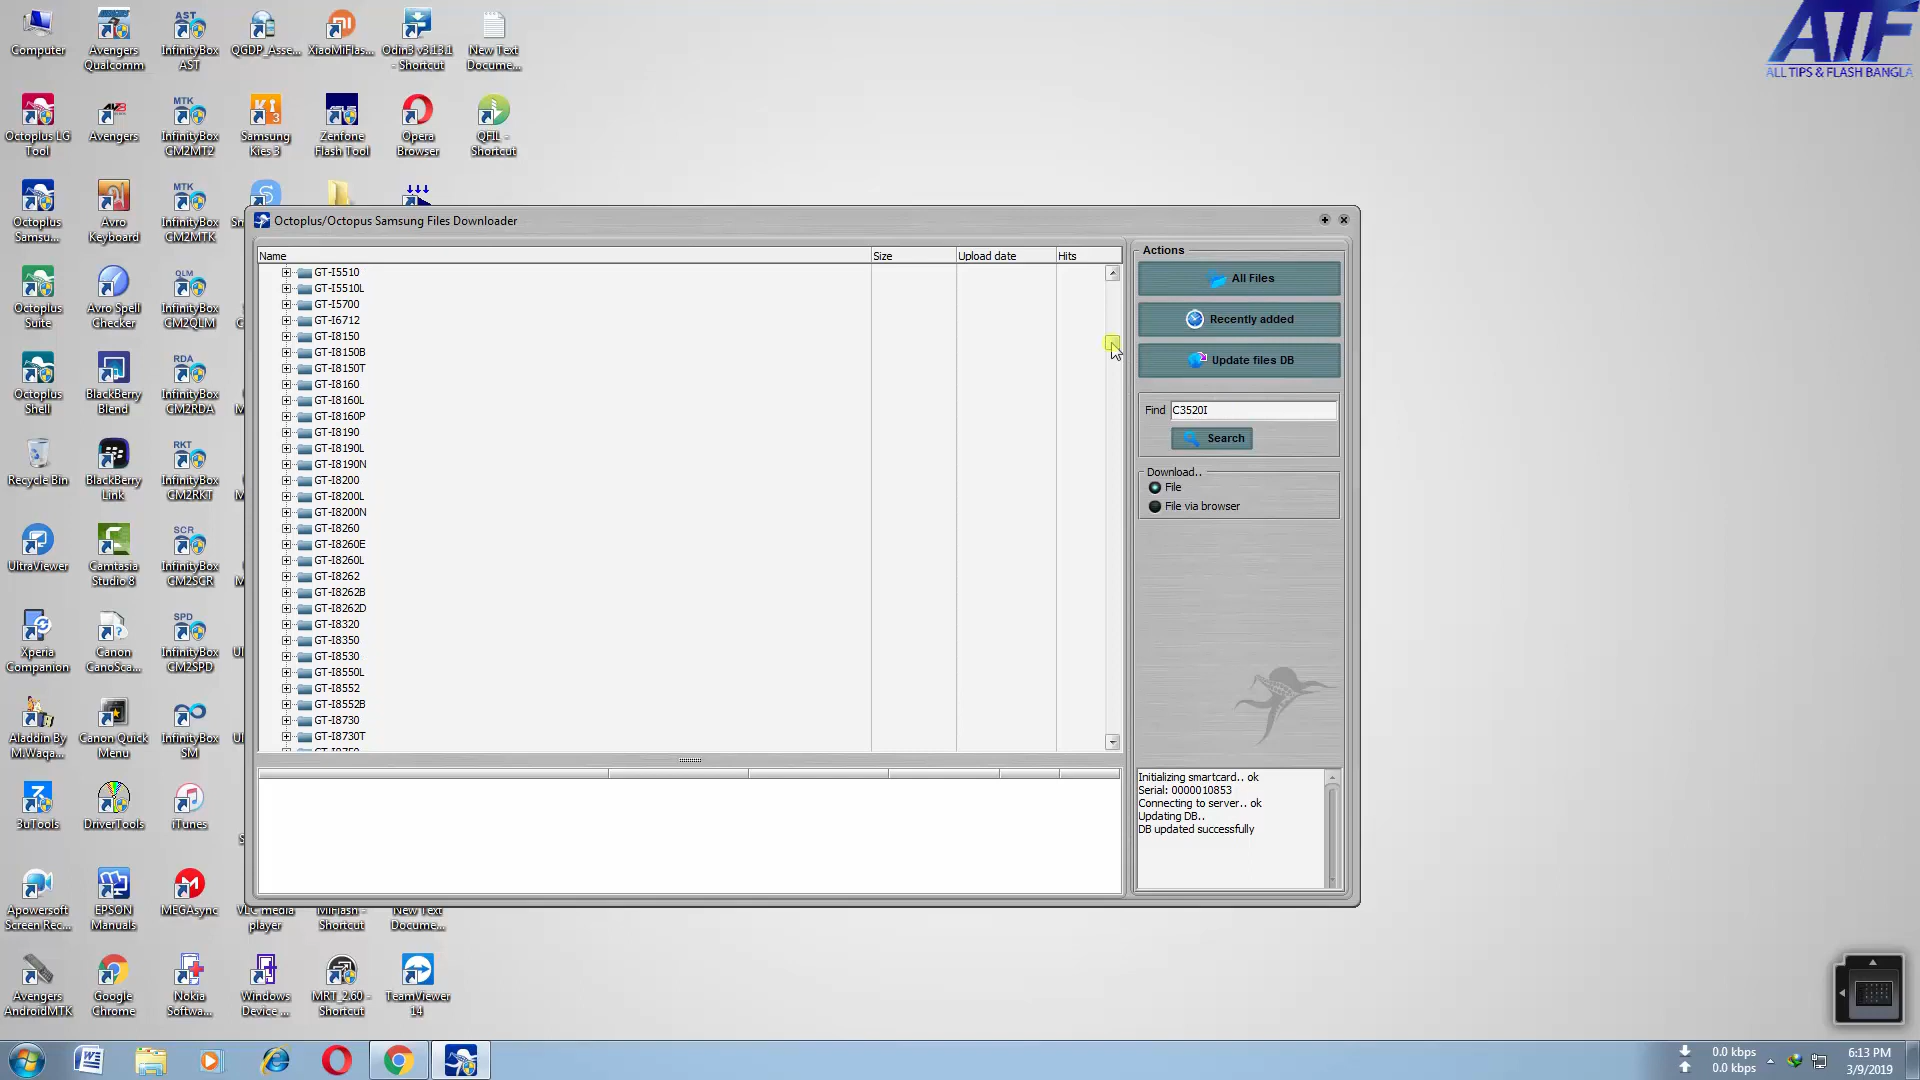 Computer
Avengers Qualcomm
InfinityBox AST
QGDP_Asse...
XiaoMiFlas...
Odin3 v3.13.1 - Shortcut
New Text Docume...
ATF
ALL TIPS & FLASH BANGLA
Octoplus LG Tool
Avengers
InfinityBox CM2MT2
Samsung Kies 3
Zenfone Flash Tool
Opera Browser
QFIL - Shortcut
Octoplus Samsu...
Avro Keyboard
InfinityBox CM2MTK
Octoplus/Octopus Samsung Files Downloader
Name
Size
Upload date
Hits
GT-I5510
GT-I5510L
GT-I5700
GT-I6712
GT-I8150
GT-I8150B
GT-I8150T
GT-I8160
GT-I8160L
GT-I8160P
GT-I8190
GT-I8190L
GT-I8190N
GT-I8200
GT-I8200L
GT-I8200N
GT-I8260
GT-I8260E
GT-I8260L
GT-I8262
GT-I8262B
GT-I8262D
GT-I8320
GT-I8350
GT-I8530
GT-I8550L
GT-I8552
GT-I8552B
GT-I8730
GT-I8730T
Actions
All Files
Recently added
Update files DB
Find C3520I
Search
Download..
File
File via browser
Initializing smartcard.. ok
Serial: 0000010853
Connecting to server.. ok
Updating DB..
DB updated successfully
Octoplus Suite
Avro Spell Checker
InfinityBox CM2QLM
Octoplus Shell
BlackBerry Blend
InfinityBox CM2RDA
Recycle Bin
BlackBerry Link
InfinityBox CM2RKT
UltraViewer
Camtasia Studio 8
InfinityBox CM2SCR
Xperia Companion
Canon CanoSca...
InfinityBox CM2SPD
Aladdin By M.Waqa...
Canon Quick Menu
InfinityBox SM
3uTools
DriverTools
iTunes
Apowersoft Screen Rec...
EPSON Manuals
MEGAsync
VLC media player
MiFlash - Shortcut
New Text Docume...
Avengers AndroidMTK
Google Chrome
Nokia Softwa...
Windows Device ...
MRT_2.60 - Shortcut
TeamViewer 14
0.0 kbps
0.0 kbps
6:13 PM
3/9/2019